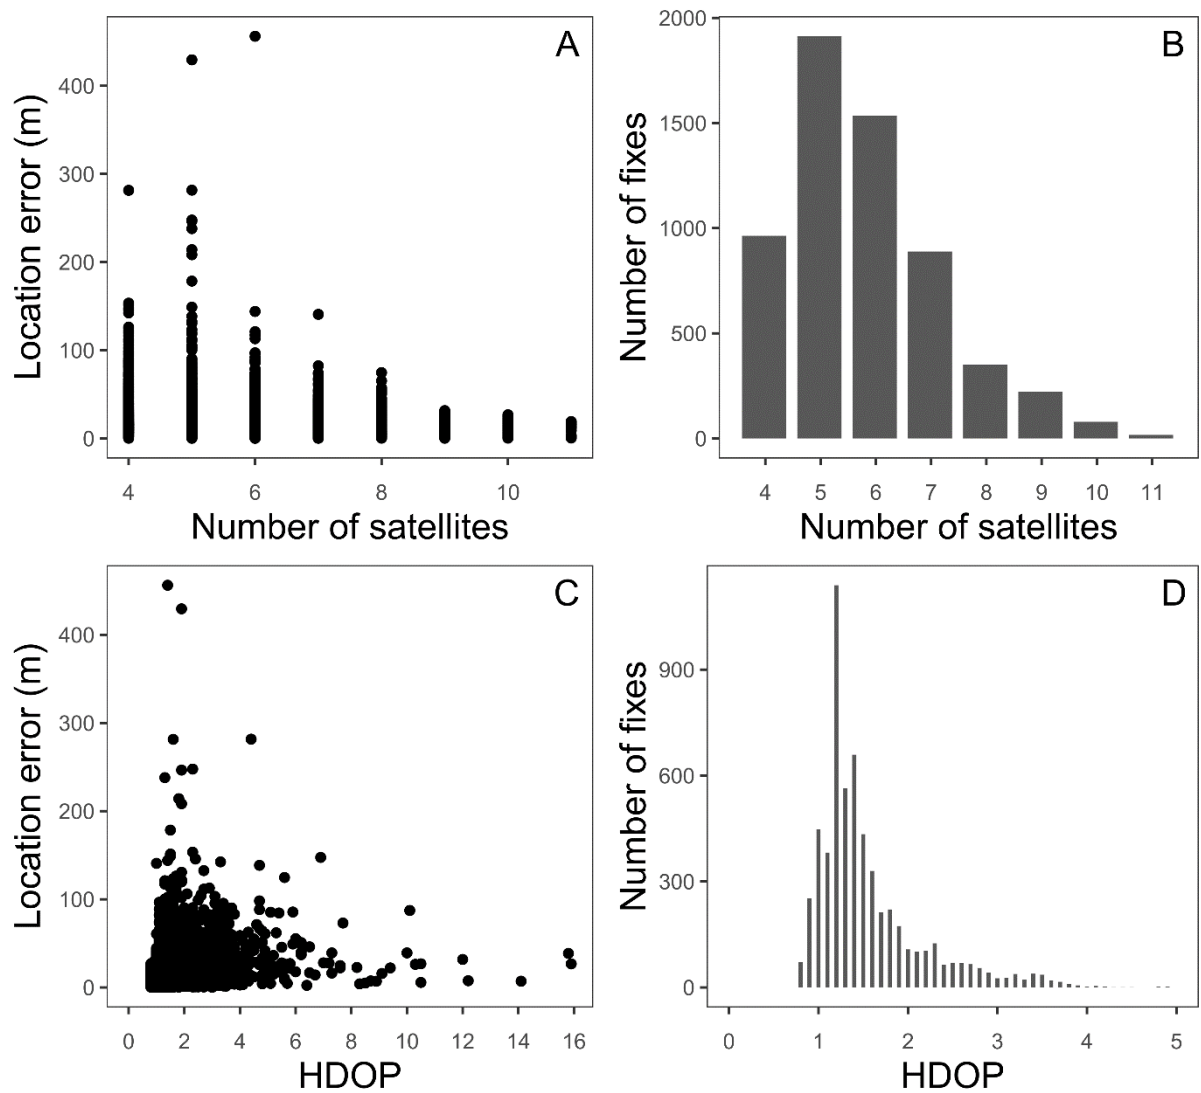 A
Location error (m)
400
300
200
100
0
4 6 8 10
Number of satellites
B
Number of fixes
2000
1500
1000
500
0
4 5 6 7 8 9 10 11
Number of satellites
C
Location error (m)
400
300
200
100
0
0 2 4 6 8 10 12 14 16
HDOP
D
Number of fixes
900
600
300
0
0 1 2 3 4 5
HDOP